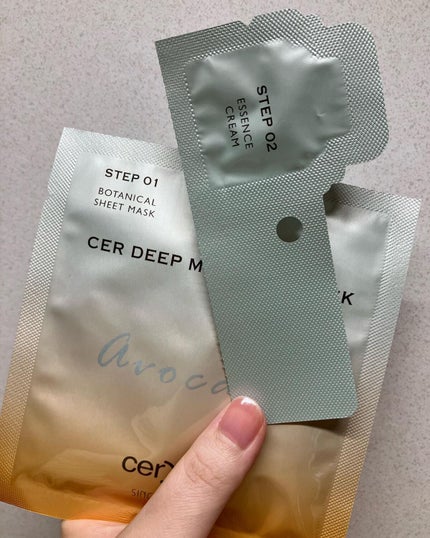 STEP 02
ESSENCE
CREAM
STEP 01
BOTANICAL
SHEET MASK
CER DEEP